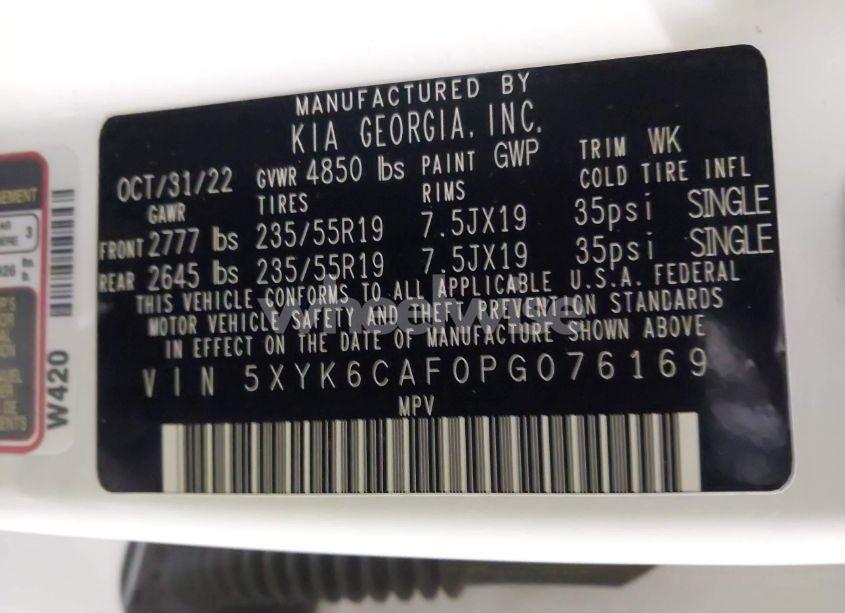 MANUFACTURED BY
KIA GEORGIA, INC.
OCT/31/22 GVWR 4850 lbs PAINT GWP TRIM WK
GAWR TIRES RIMS COLD TIRE INFL
FRONT 2777 lbs 235/55R19 7.5JX19 35psi SINGLE
REAR 2645 lbs 235/55R19 7.5JX19 35psi SINGLE
THIS VEHICLE CONFORMS TO ALL APPLICABLE U.S.A. FEDERAL
MOTOR VEHICLE SAFETY AND THEFT PREVENTION STANDARDS
IN EFFECT ON THE DATE OF MANUFACTURE SHOWN ABOVE
VIN 5XYK6CAF0PG076169
MPV
W420
3
DE